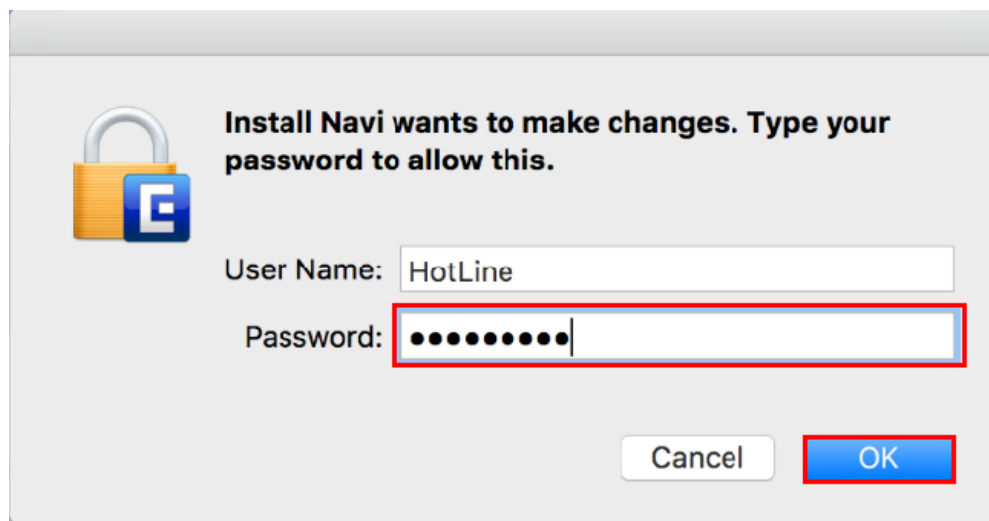 Install Navi wants to make changes. Type your
password to allow this.
User Name: HotLine
Password: •••••••••
Cancel OK